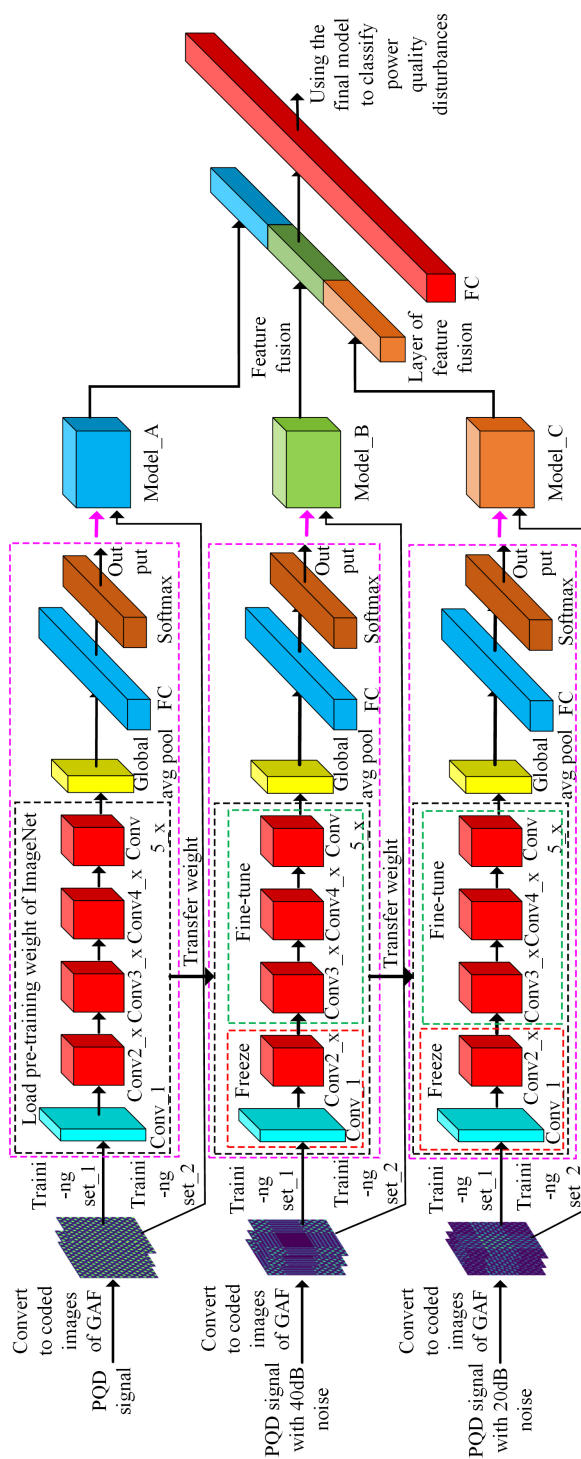 PQD
signal
Convert
to coded
images
of GAF
Traini
-ng
set_1
Traini
-ng
set_2
Load pre-training weight of ImageNet
Conv_1
Conv2_x
Conv3_x
Conv4_x
Conv
5_x
Global
avg pool
FC
Softmax
Out
put
Model_A
Transfer weight
PQD signal
with 40dB
noise
Convert
to coded
images
of GAF
Traini
-ng
set_1
Traini
-ng
set_2
Freeze
Fine-tune
Conv_1
Conv2_x
Conv3_x
Conv4_x
Conv
5_x
Global
avg pool
FC
Softmax
Out
put
Model_B
Transfer weight
PQD signal
with 20dB
noise
Convert
to coded
images
of GAF
Traini
-ng
set_1
Traini
-ng
set_2
Freeze
Fine-tune
Conv_1
Conv2_x
Conv3_x
Conv4_x
Conv
5_x
Global
avg pool
FC
Softmax
Out
put
Model_C
Feature
fusion
Layer of
feature
fusion
FC
Using the
final model
to classify
power
quality
disturbances